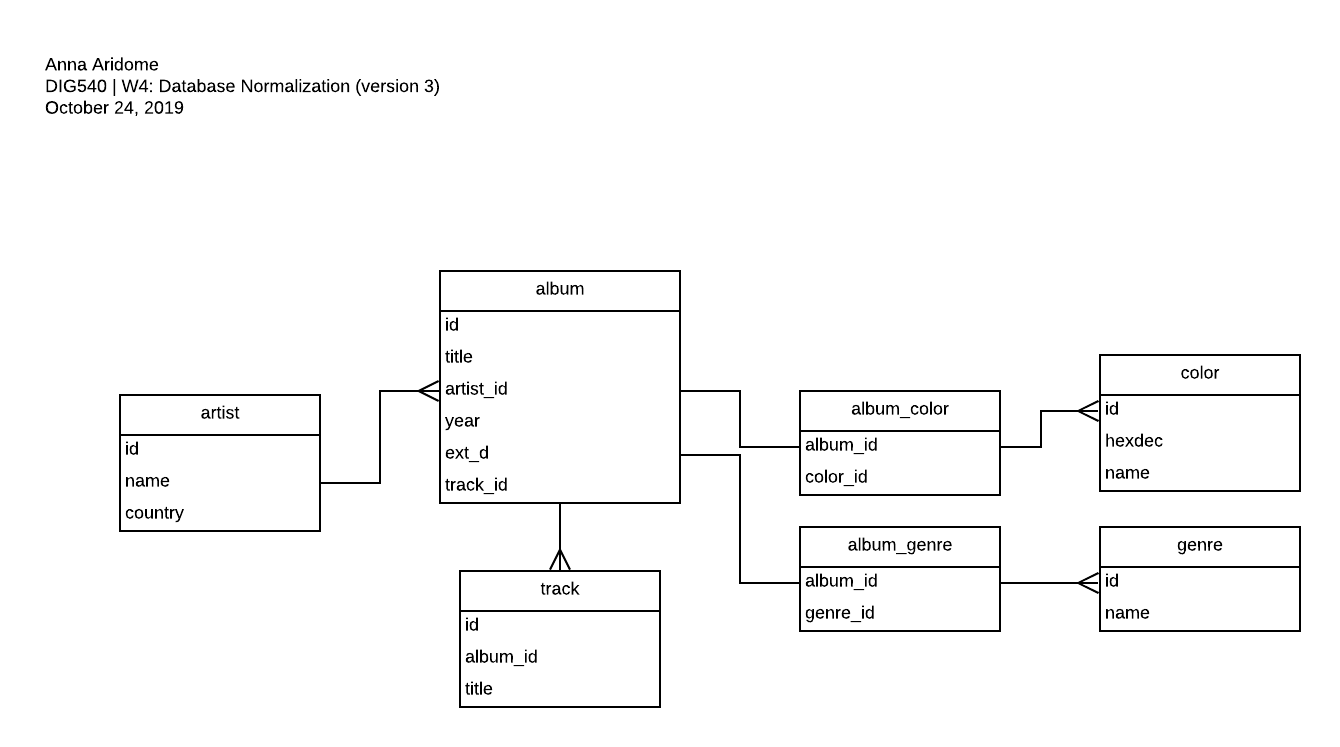 Anna Aridome
DIG540 | W4: Database Normalization (version 3)
October 24, 2019
artist
id
name
country
album
id
title
artist_id
year
ext_d
track_id
track
id
album_id
title
album_color
album_id
color_id
album_genre
album_id
genre_id
color
id
hexdec
name
genre
id
name